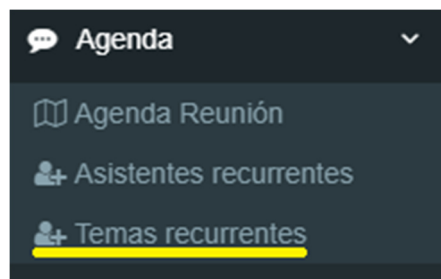 Agenda
Agenda Reunión
Asistentes recurrentes
Temas recurrentes